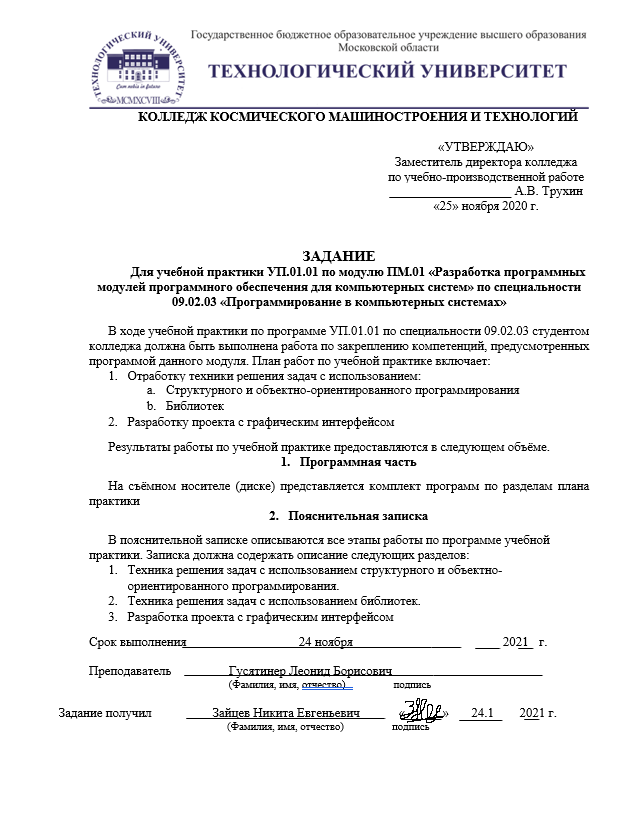 Государственное бюджетное образовательное учреждение высшего образования
Московской области
ТЕХНОЛОГИЧЕСКИЙ УНИВЕРСИТЕТ
ТЕХНОЛОГИЧЕСКИЙ УНИВЕРСИТЕТ
MCMXCVIII
КОЛЛЕДЖ КОСМИЧЕСКОГО МАШИНОСТРОЕНИЯ И ТЕХНОЛОГИЙ
«УТВЕРЖДАЮ»
Заместитель директора колледжа
по учебно-производственной работе
____________________ А.В. Трухин
«25» ноября 2020 г.
ЗАДАНИЕ
Для учебной практики УП.01.01 по модулю ПМ.01 «Разработка программных
модулей программного обеспечения для компьютерных систем» по специальности
09.02.03 «Программирование в компьютерных системах»
В ходе учебной практики по программе УП.01.01 по специальности 09.02.03 студентом
колледжа должна быть выполнена работа по закреплению компетенций, предусмотренных
программой данного модуля. План работ по учебной практике включает:
1. Отработку техники решения задач с использованием:
a. Структурного и объектно-ориентированного программирования
b. Библиотек
2. Разработку проекта с графическим интерфейсом
Результаты работы по учебной практике предоставляются в следующем объёме.
1. Программная часть
На съёмном носителе (диске) представляется комплект программ по разделам плана
практики
2. Пояснительная записка
В пояснительной записке описываются все этапы работы по программе учебной
практики. Записка должна содержать описание следующих разделов:
1. Техника решения задач с использованием структурного и объектно-
ориентированного программирования.
2. Техника решения задач с использованием библиотек.
3. Разработка проекта с графическим интерфейсом
Срок выполнения 24 ноября 2021 г.
Преподаватель Гусятинер Леонид Борисович
(Фамилия, имя, отчество) подпись
Задание получил Зайцев Никита Евгеньевич « » 24.1 2021 г.
(Фамилия, имя, отчество) подпись